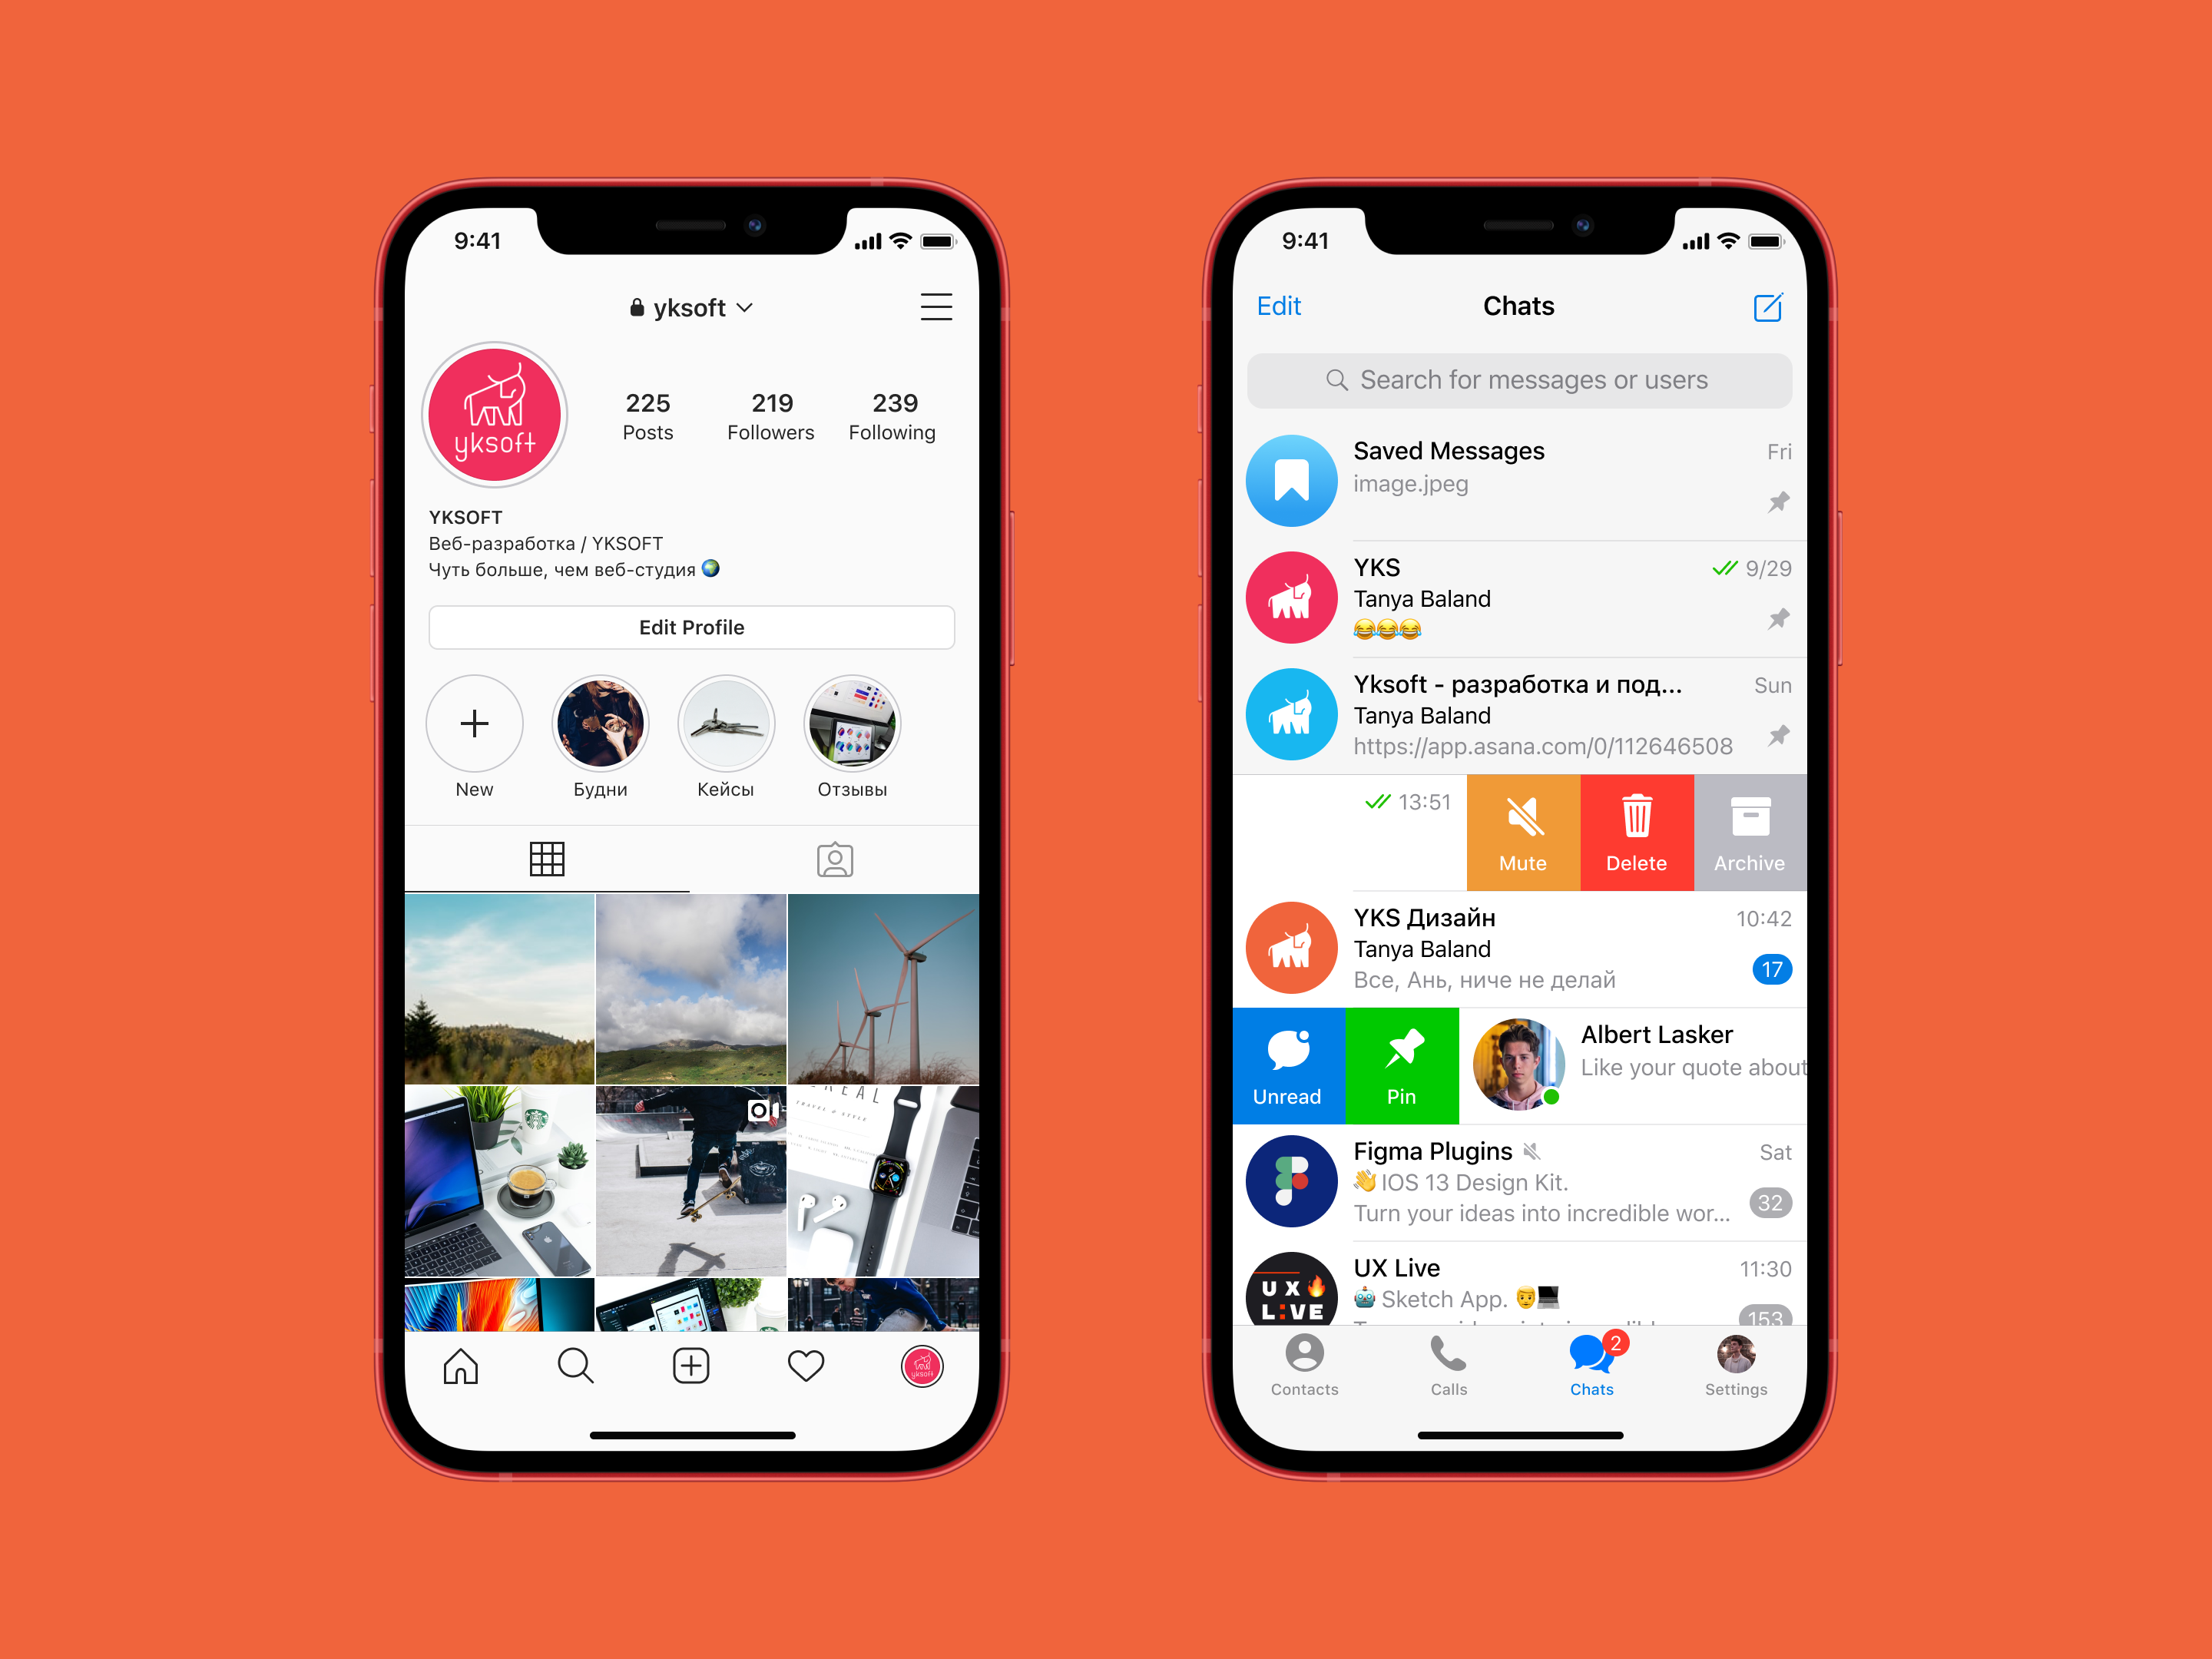 9:41
yksoft
yksoft
225
219
239
Posts
Followers
Following
YKSOFT
Веб-разработка / YKSOFT
Чуть больше, чем веб-студия 🌍
Edit Profile
New
Будни
Кейсы
Отзывы
TRAVEL & STYLE
yksoft
9:41
Edit
Chats
Search for messages or users
Saved Messages
Fri
image.jpeg
YKS
9/29
Tanya Baland
😂😂😂
Yksoft - разработка и под...
Sun
Tanya Baland
https://app.asana.com/0/112646508
13:51
Mute
Delete
Archive
YKS Дизайн
10:42
Tanya Baland
Все, Ань, ниче не делай
17
Unread
Pin
Albert Lasker
Like your quote about
Figma Plugins
Sat
👋 IOS 13 Design Kit.
Turn your ideas into incredible wor...
32
UX Live
11:30
UX🔥
L:VE
🤖 Sketch App. 👨‍💻
153
2
Contacts
Calls
Chats
Settings